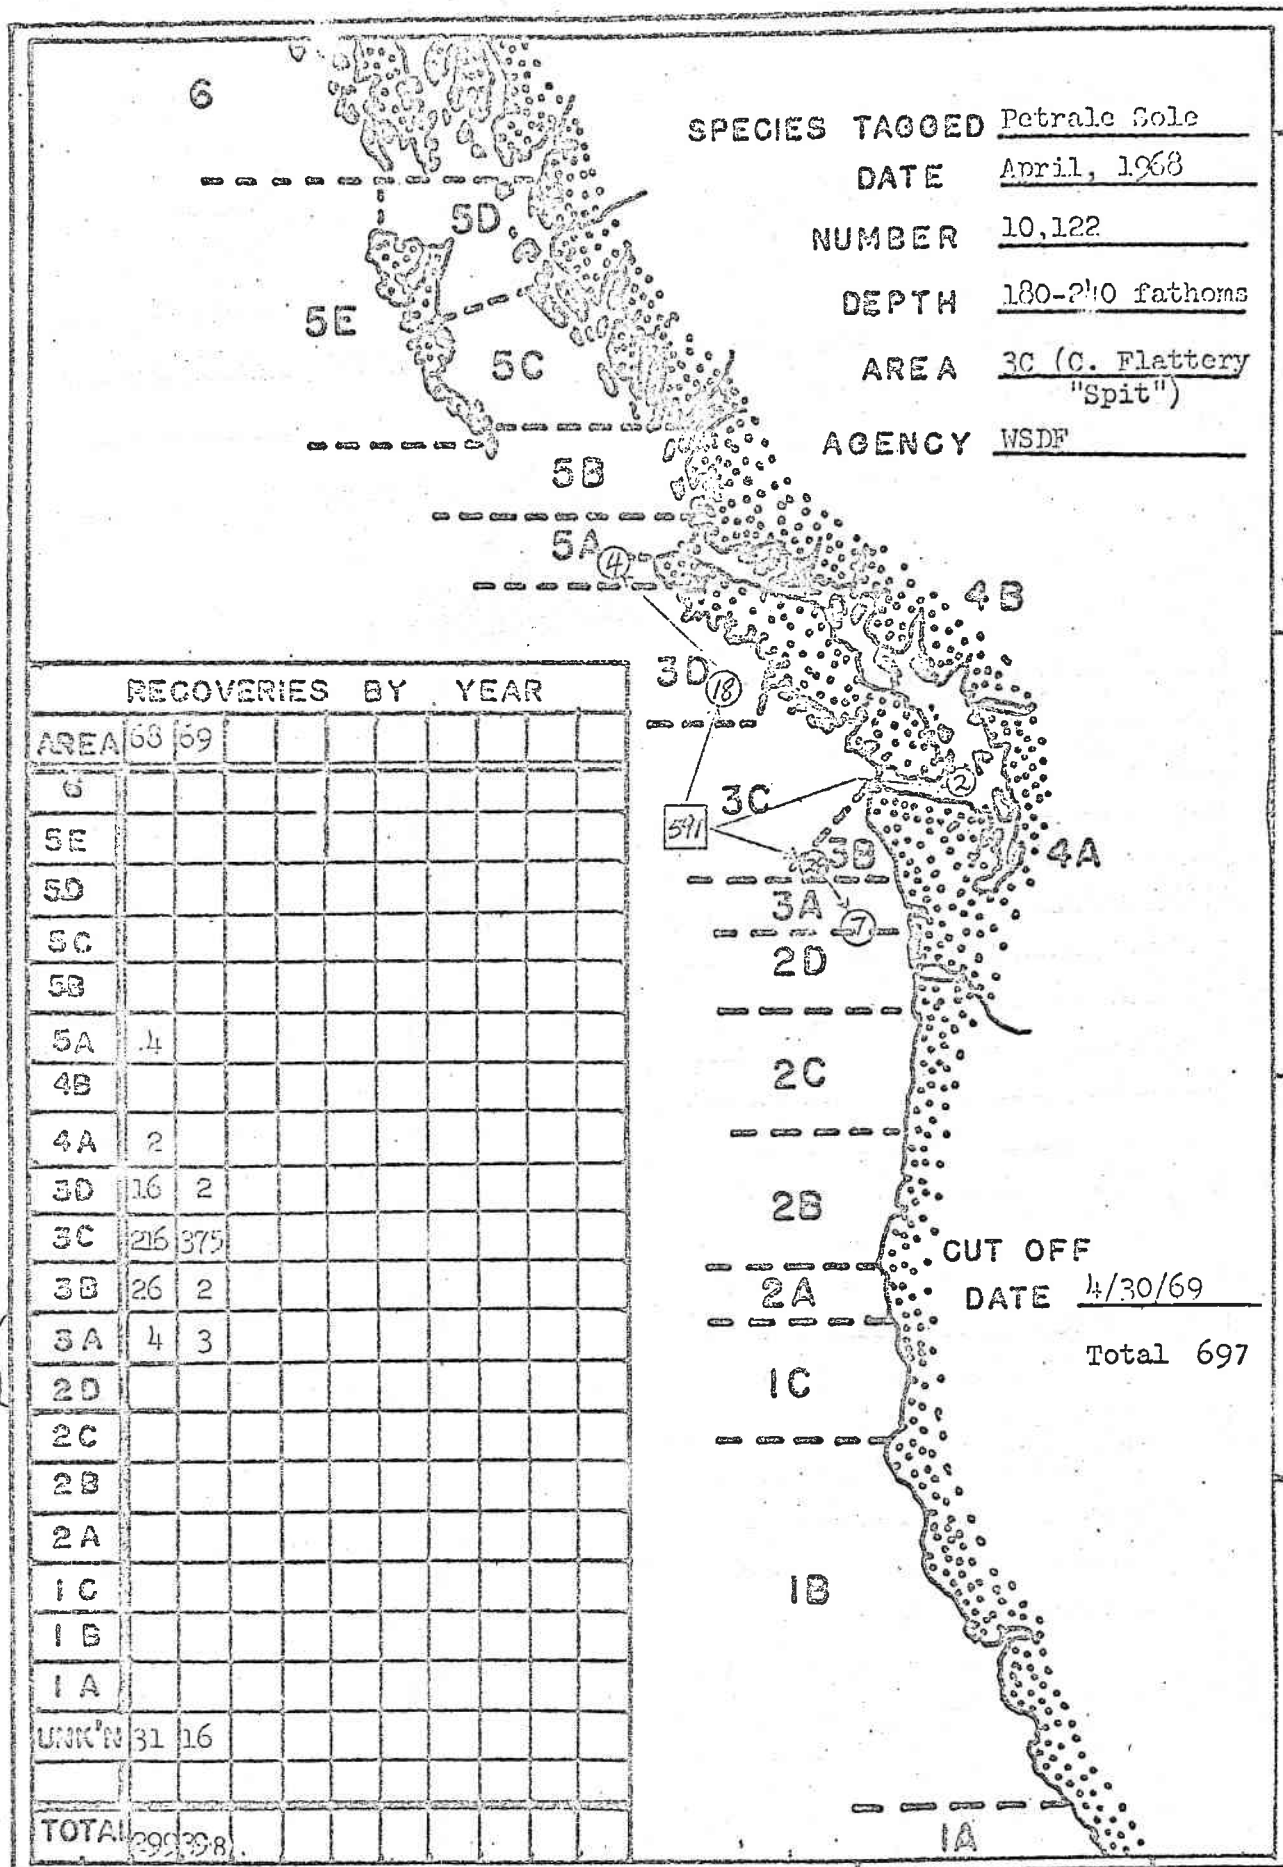 SPECIES TAGGED Petrale Sole
DATE April, 1968
NUMBER 10,122
DEPTH 180-240 fathoms
AREA 3C (C. Flattery
"Spit")
AGENCY WSDF
6
5D
5E
5C
5B
5A 4
4B
3D 18
3C 2
591
3B
4A
3A 7
2D
2C
2B
2A
1C
1B
1A
CUT OFF
DATE 4/30/69
Total 697
RECOVERIES BY YEAR
AREA 68 69
6
5E
5D
5C
5B
5A 4
4B
4A 2
3D 16 2
3C 216 375
3B 26 2
3A 4 3
2D
2C
2B
2A
1C
1B
1A
UNK'N 31 16
TOTAL 299 398